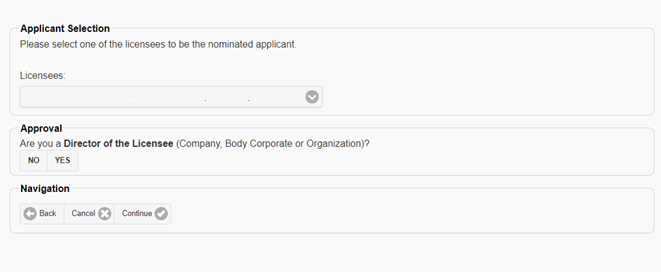 Applicant Selection
Please select one of the licensees to be the nominated applicant.
Licensees:
Approval
Are you a Director of the Licensee (Company, Body Corporate or Organization)?
NO YES
Navigation
Back Cancel Continue